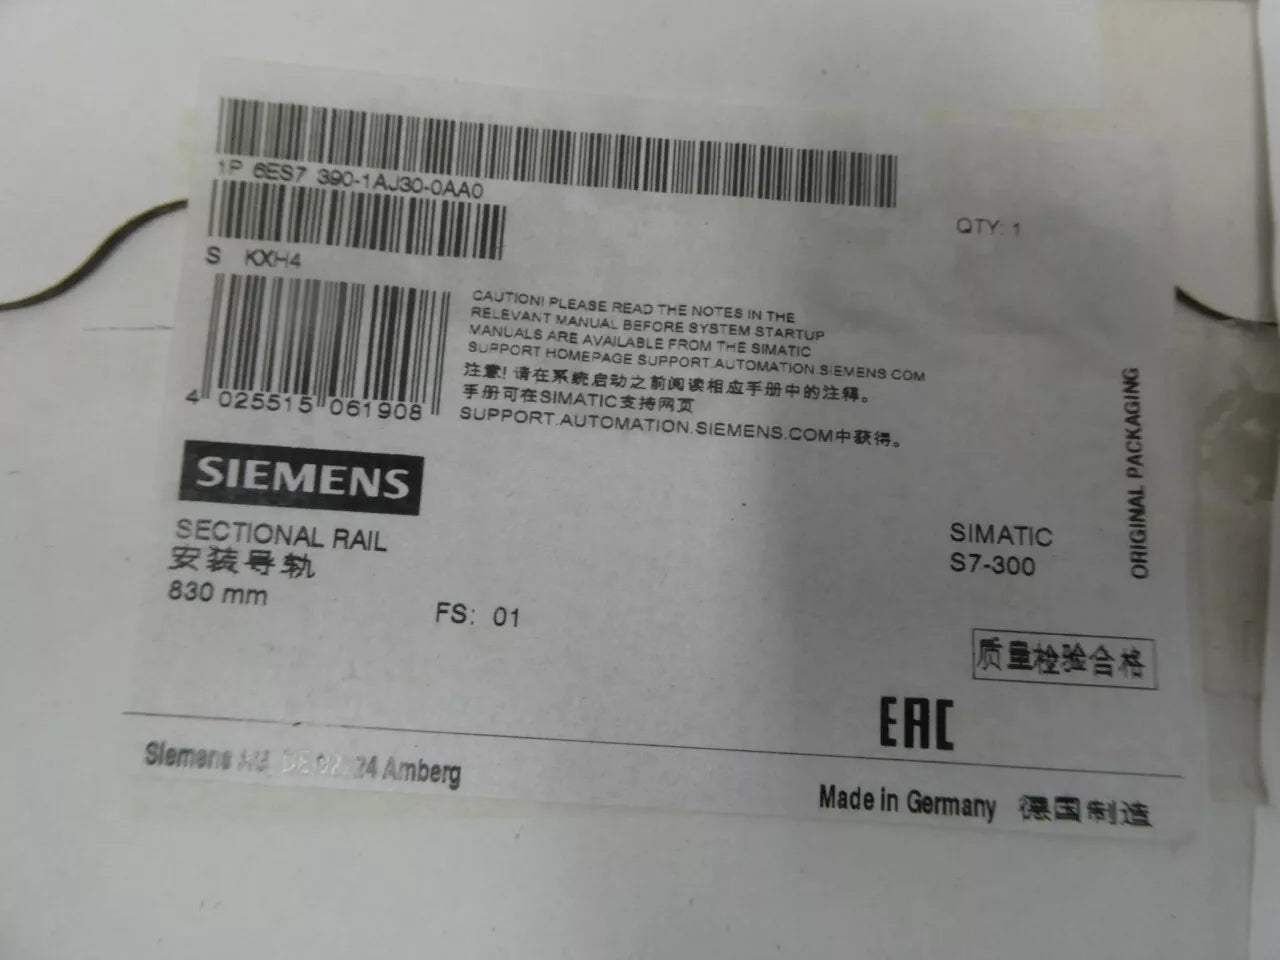 1P 6ES7 390-1AJ30-0AA0
QTY: 1
S KXH4
CAUTION! PLEASE READ THE NOTES IN THE
RELEVANT MANUAL BEFORE SYSTEM STARTUP
MANUALS ARE AVAILABLE FROM THE SIMATIC
SUPPORT HOMEPAGE SUPPORT.AUTOMATION.SIEMENS.COM
注意! 请在系统启动之前阅读相应手册中的注释。
手册可在SIMATIC支持网页
SUPPORT.AUTOMATION.SIEMENS.COM中获得。
4 025515 061908
ORIGINAL PACKAGING
SIEMENS
SECTIONAL RAIL
安装导轨
830 mm
FS: 01
SIMATIC
S7-300
质量检验合格
EAC
Siemens Amberg
Made in Germany 德国制造